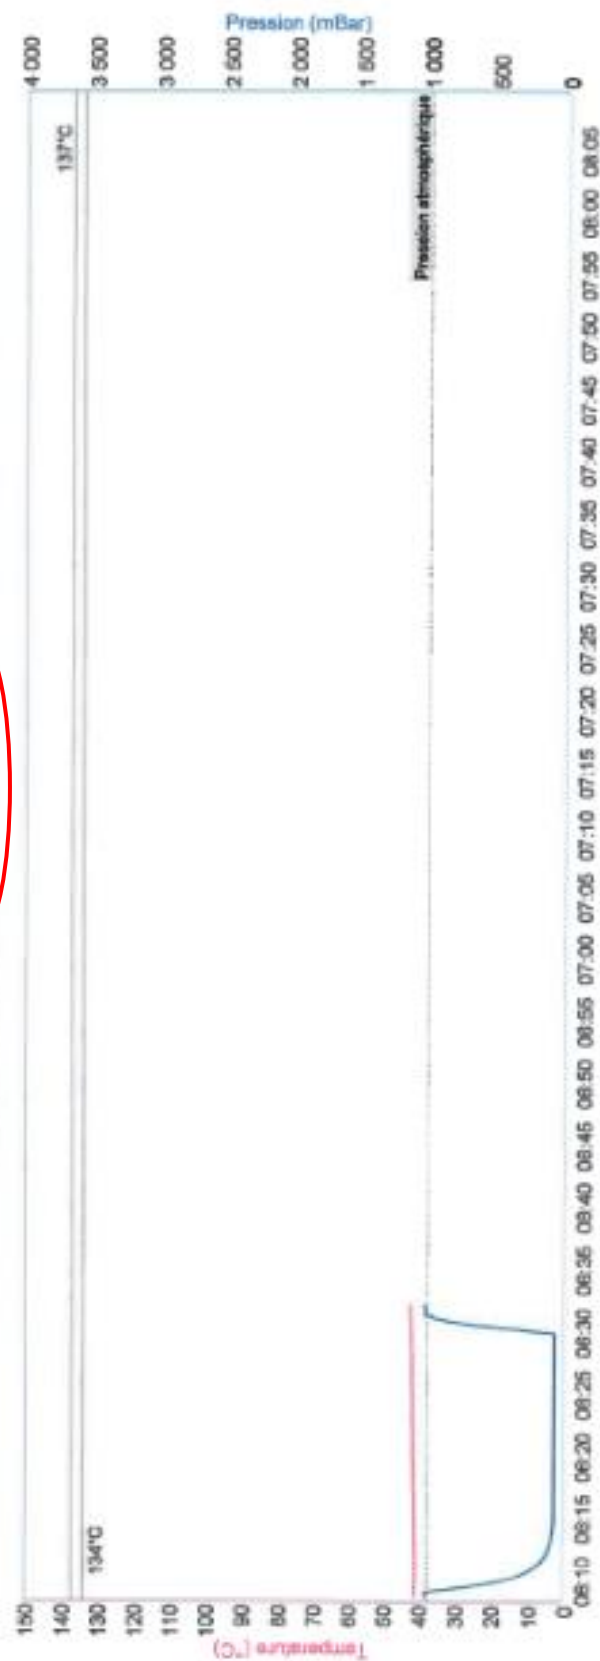 Pression (mBar)
4 000 3 500 3 000 2 500 2 000 1 500 1 000 500 0
137°C
Pression atmosphérique
134°C
150 140 130 120 110 100 90 80 70 60 50 40 30 20 10 0
Température (°C)
06:10 06:15 06:20 06:25 06:30 06:35 06:40 06:45 06:50 06:55 07:00 07:05 07:10 07:15 07:20 07:25 07:30 07:35 07:40 07:45 07:50 07:55 08:00 08:05